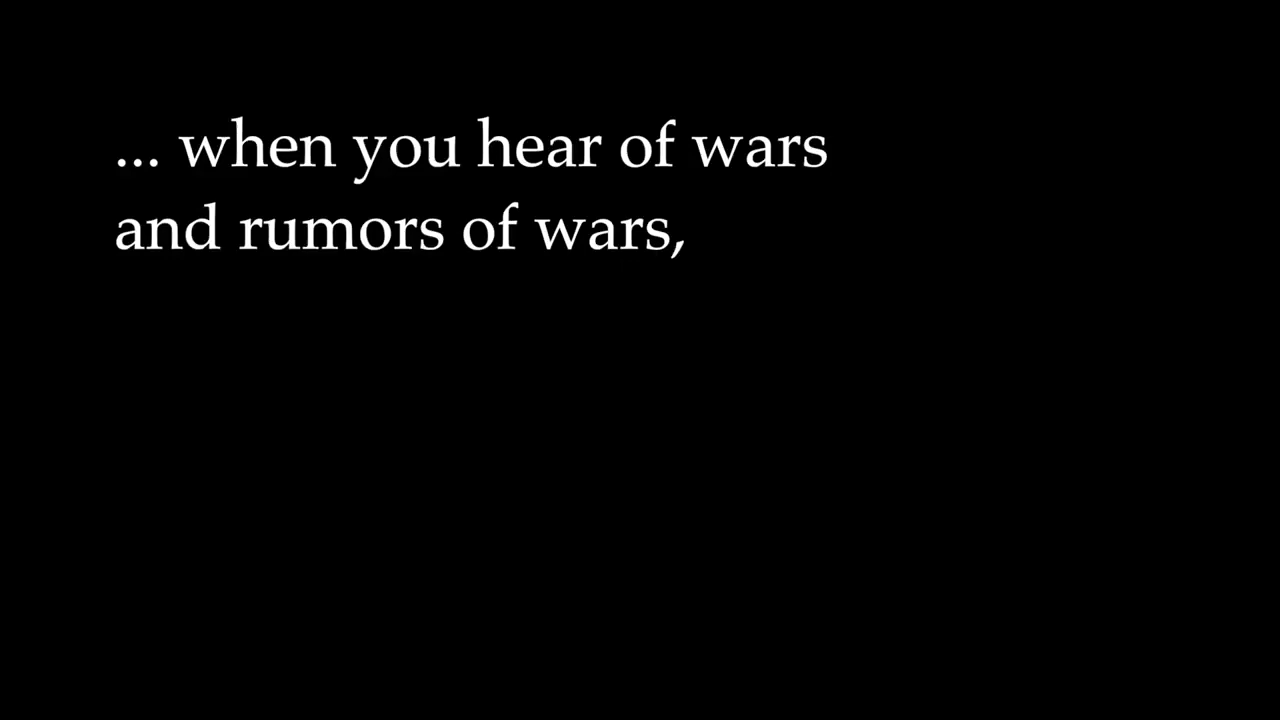 ... when you hear of wars
and rumors of wars,